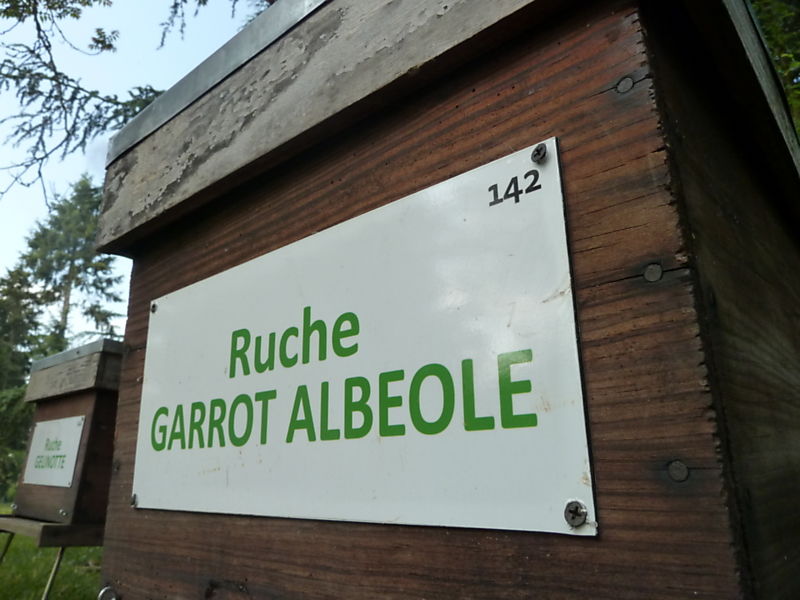 142
Ruche
GARROT ALBEOLE
Ruche
GELINOTTE